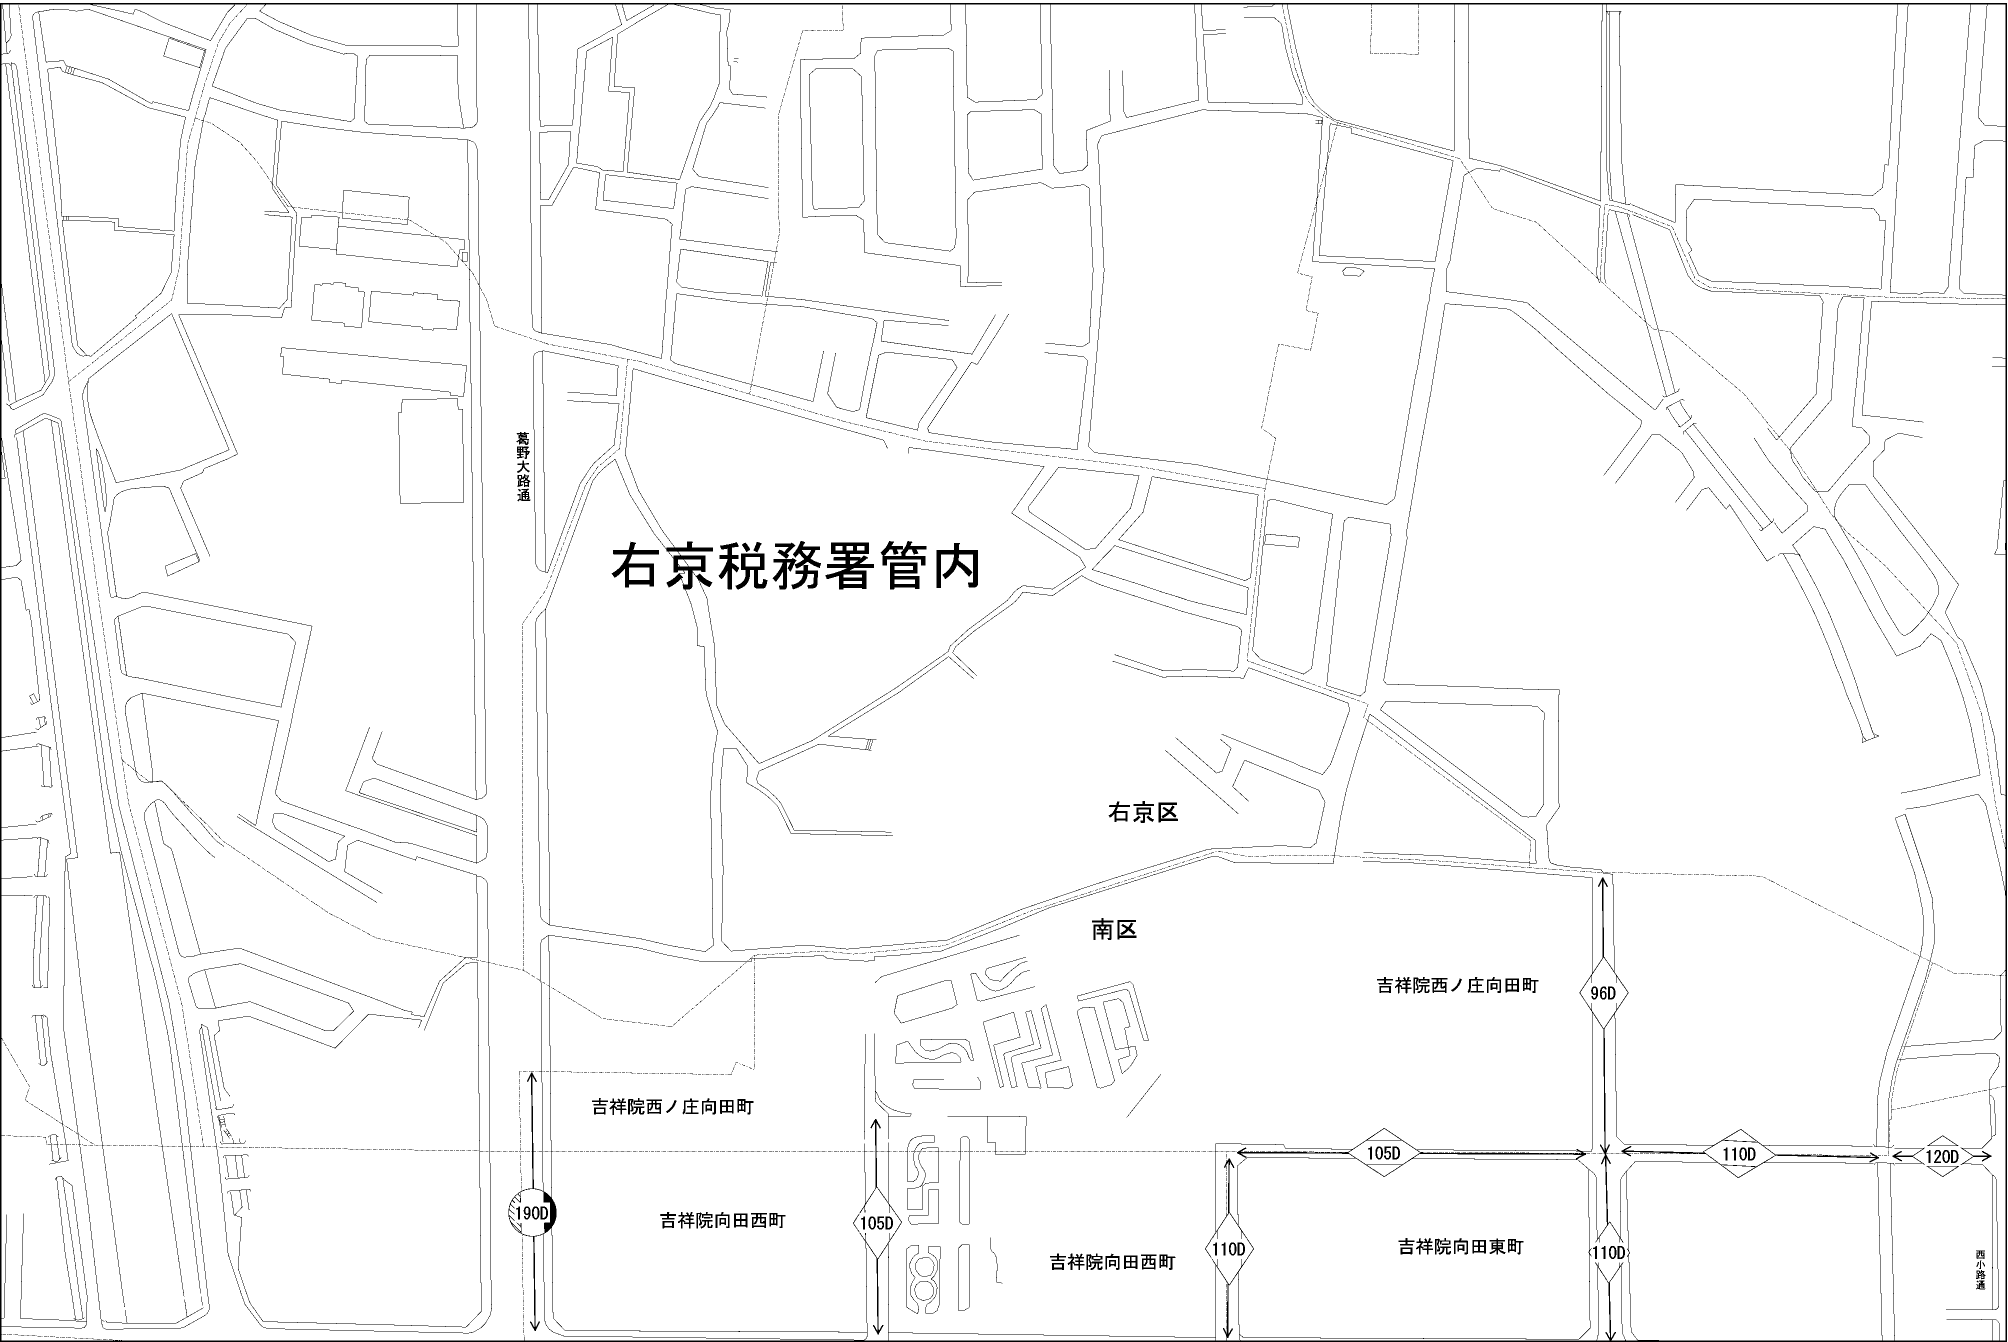 葛野大路通
右京税務署管内
右京区
南区
吉祥院西ノ庄向田町
96D
吉祥院西ノ庄向田町
105D
110D
120D
190D
吉祥院向田西町
105D
110D
吉祥院向田東町
110D
吉祥院向田西町
西小路通